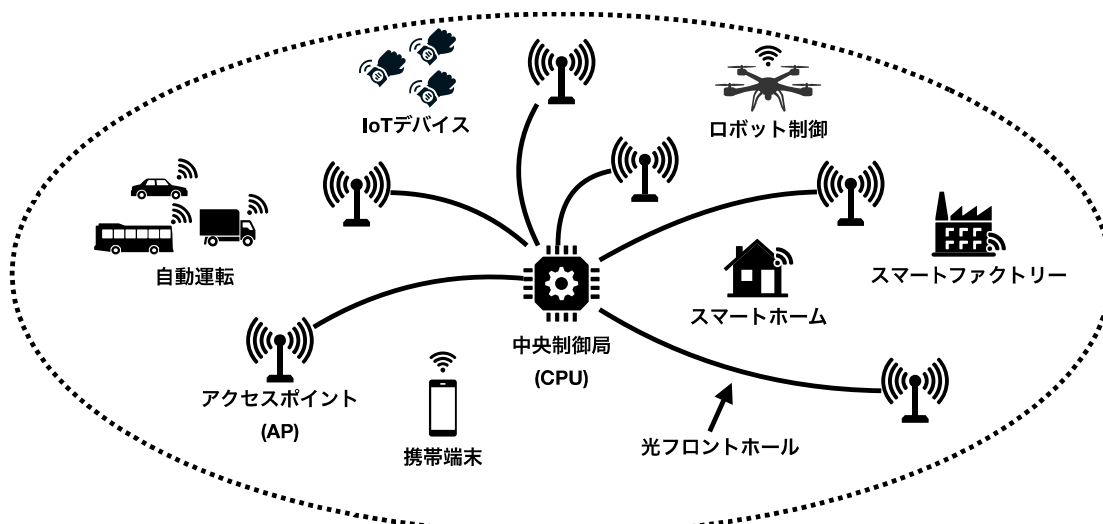 IoTデバイス
ロボット制御
自動運転
スマートファクトリー
スマートホーム
中央制御局
(CPU)
アクセスポイント
(AP)
携帯端末
光フロントホール